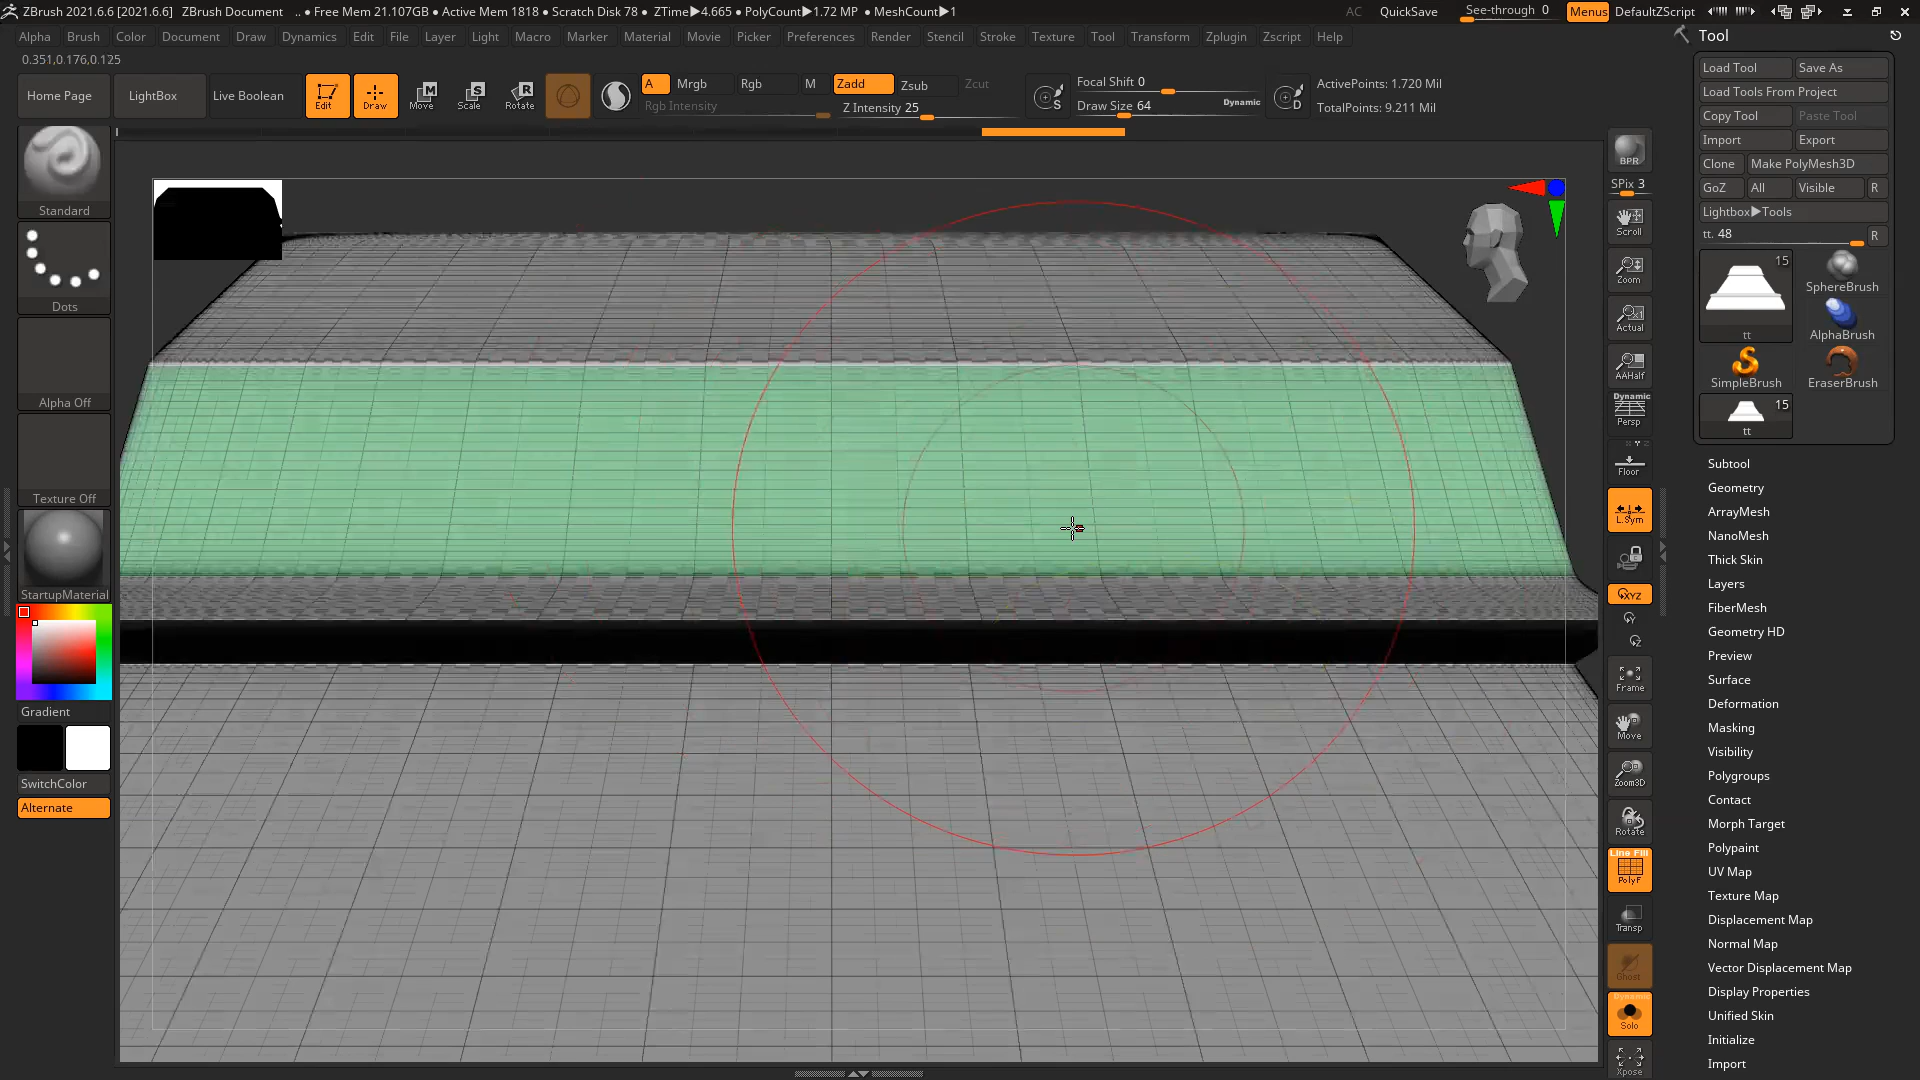 ZBrush 2021.6.6 [2021.6.6] ZBrush Document .. • Free Mem 21.107GB • Active Mem 1818 • Scratch Disk 78 • ZTime▶4.665 • PolyCount▶1.72 MP • MeshCount▶1 AC QuickSave See-through 0 Menus DefaultZScript
Alpha Brush Color Document Draw Dynamics Edit File Layer Light Macro Marker Material Movie Picker Preferences Render Stencil Stroke Texture Tool Transform Zplugin Zscript Help
0.351,0.176,0.125
Home Page LightBox Live Boolean Edit Draw Move Scale Rotate
A Mrgb Rgb M Zadd Zsub Zcut
Rgb Intensity Z Intensity 25
Focal Shift 0
Draw Size 64 Dynamic
S D
ActivePoints: 1.720 Mil
TotalPoints: 9.211 Mil
Standard
Dots
Alpha Off
Texture Off
StartupMaterial
Gradient
SwitchColor
Alternate
BPR
SPix 3
Scroll
Zoom
Actual
AAHalf
Dynamic
Persp
Floor
L.Sym
XYZ
Frame
Move
Zoom3D
Rotate
Line Fill
PolyF
Transp
Ghost
Dynamic
Solo
Xpose
Tool
Load Tool Save As
Load Tools From Project
Copy Tool Paste Tool
Import Export
Clone Make PolyMesh3D
GoZ All Visible R
Lightbox▶Tools
tt. 48 R
15
tt
SphereBrush
AlphaBrush
SimpleBrush EraserBrush
15
tt
Subtool
Geometry
ArrayMesh
NanoMesh
Thick Skin
Layers
FiberMesh
Geometry HD
Preview
Surface
Deformation
Masking
Visibility
Polygroups
Contact
Morph Target
Polypaint
UV Map
Texture Map
Displacement Map
Normal Map
Vector Displacement Map
Display Properties
Unified Skin
Initialize
Import